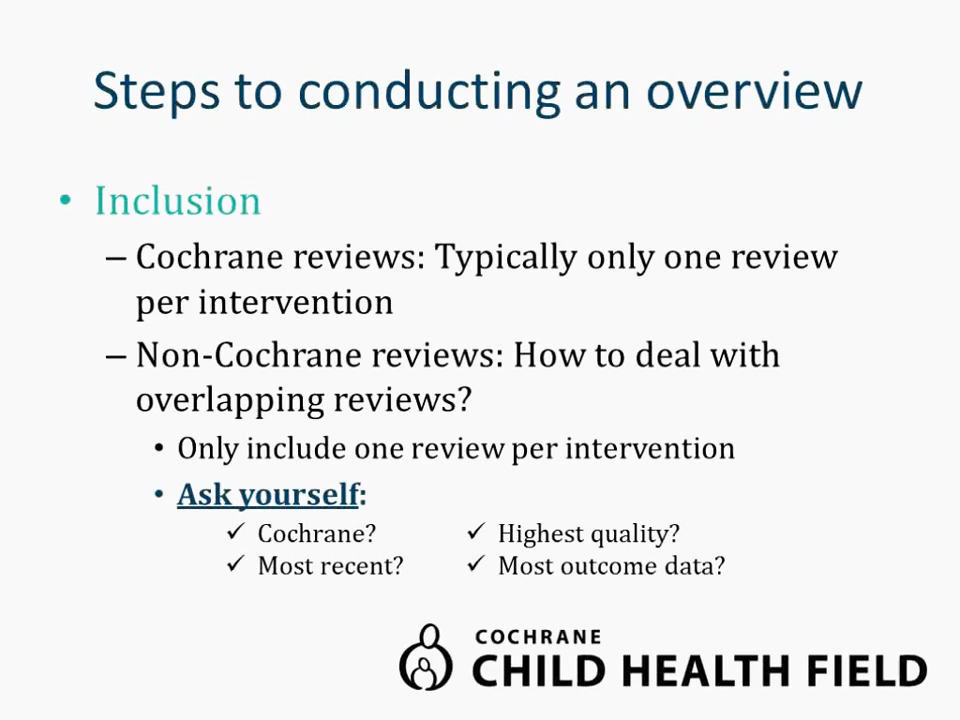 Steps to conducting an overview
• Inclusion
– Cochrane reviews: Typically only one review
per intervention
– Non-Cochrane reviews: How to deal with
overlapping reviews?
• Only include one review per intervention
• Ask yourself:
✓ Cochrane? ✓ Highest quality?
✓ Most recent? ✓ Most outcome data?
COCHRANE
CHILD HEALTH FIELD